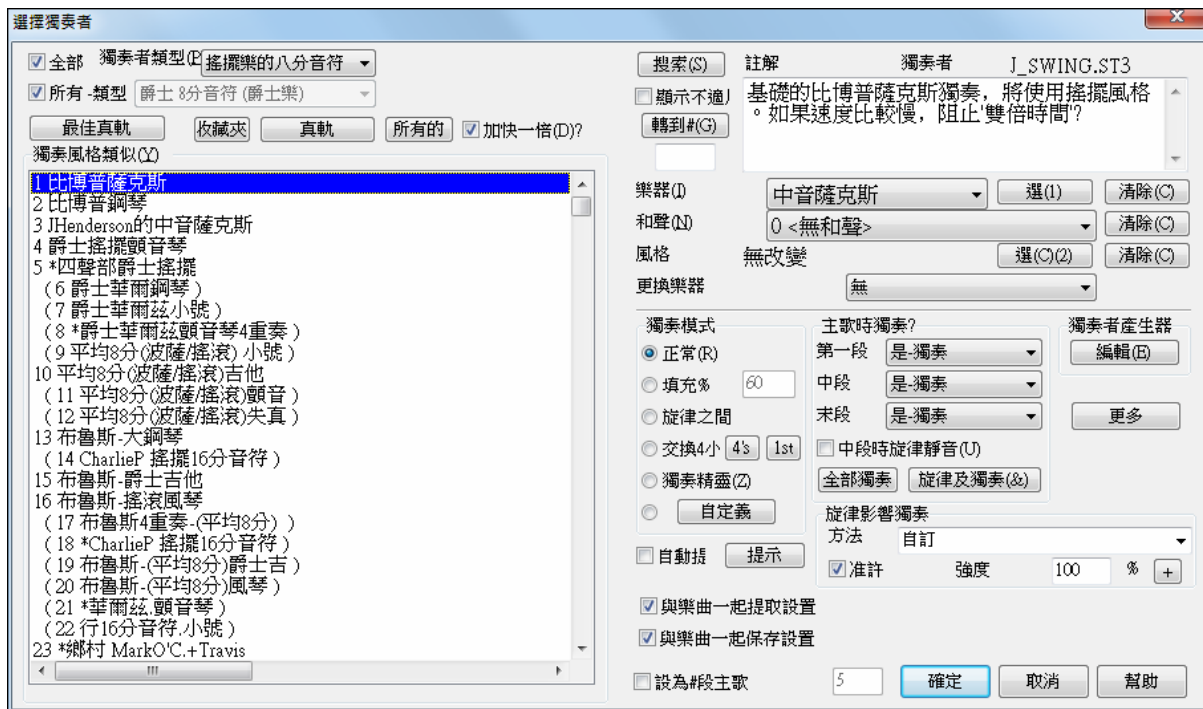 選擇獨奏者
全部 獨奏者類型(P 搖擺樂的八分音符
所有 -類型 爵士 8分音符 (爵士樂)
最佳真軌 收藏夾 真軌 所有的 加快一倍(D)?
獨奏風格類似(Y)
1 比博普薩克斯
2 比博普鋼琴
3 JHenderson的中音薩克斯
4 爵士搖擺顫音琴
5 *四聲部爵士搖擺
(6 爵士華爾鋼琴)
(7 爵士華爾茲小號)
(8 *爵士華爾茲顫音琴4重奏)
(9 平均8分(波薩/搖滾) 小號)
10 平均8分(波薩/搖滾)吉他
(11 平均8分(波薩/搖滾)顫音)
(12 平均8分(波薩/搖滾)失真)
13 布魯斯-大鋼琴
(14 CharlieP 搖擺16分音符)
15 布魯斯-爵士吉他
16 布魯斯-搖滾風琴
(17 布魯斯4重奏-(平均8分) )
(18 *CharlieP 搖擺16分音符)
(19 布魯斯-(平均8分)爵士吉)
(20 布魯斯-(平均8分)風琴)
(21 *華爾茲.顫音琴)
(22 行16分音符.小號)
23 *鄉村 MarkO'C.+Travis
搜索(S) 註解 獨奏者 J_SWING.ST3
顯示不適
轉到#(G)
基礎的比博普薩克斯獨奏，將使用搖擺風格
。如果速度比較慢，阻止'雙倍時間'?
樂器(I) 中音薩克斯 選(1) 清除(C)
和聲(N) 0 <無和聲> 清除(C)
風格 無改變 選(C)(2) 清除(C)
更換樂器 無
獨奏模式
正常(R)
填充% 60
旋律之間
交換4小 4's 1st
獨奏精靈(Z)
自定義
自動提 提示
主歌時獨奏?
第一段 是-獨奏
中段 是-獨奏
末段 是-獨奏
中段時旋律靜音(U)
全部獨奏 旋律及獨奏(&)
獨奏者產生器
編輯(E)
更多
旋律影響獨奏
方法 自訂
准許 強度 100 % +
與樂曲一起提取設置
與樂曲一起保存設置
設為#段主歌 5 確定 取消 幫助